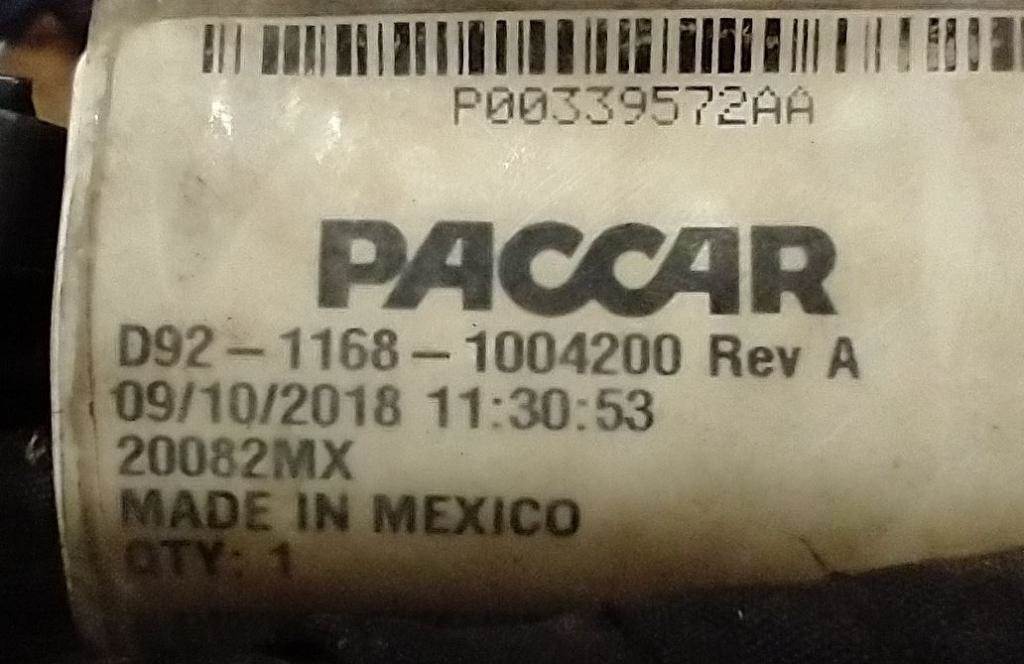 P00339572AA
PACCAR
D92-1168-1004200 Rev A
09/10/2018 11:30:53
20082MX
MADE IN MEXICO
QTY: 1